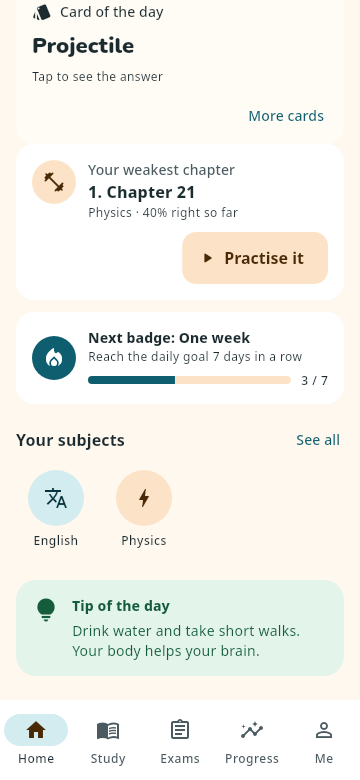 Card of the day
Projectile
Tap to see the answer
More cards
Your weakest chapter
1. Chapter 21
Physics · 40% right so far
Practise it
Next badge: One week
Reach the daily goal 7 days in a row
3 / 7
Your subjects
See all
English
Physics
Tip of the day
Drink water and take short walks.
Your body helps your brain.
Home
Study
Exams
Progress
Me